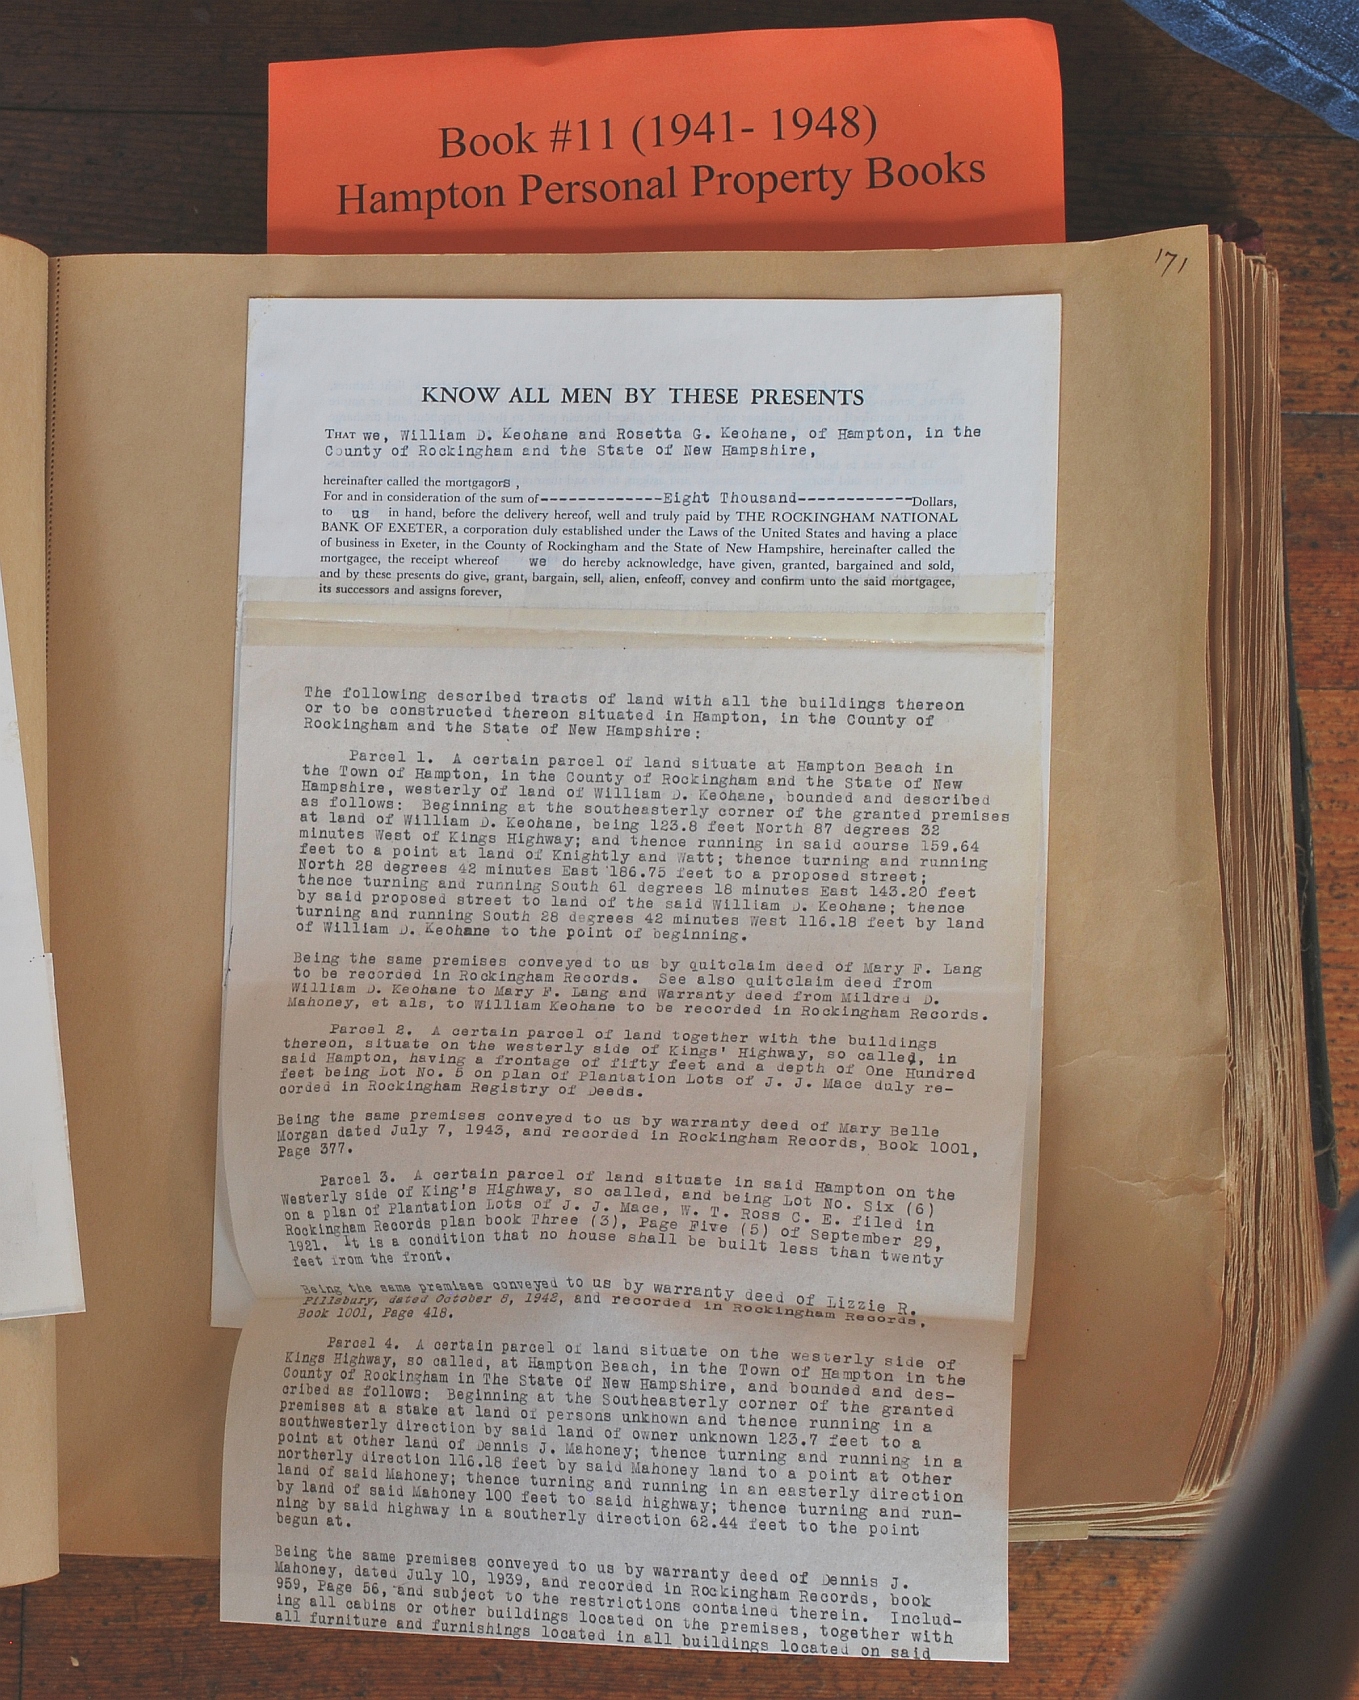 Book #11 (1941- 1948)
Hampton Personal Property Books
171
KNOW ALL MEN BY THESE PRESENTS
THAT we, William D. Keohane and Rosetta G. Keohane, of Hampton, in the
County of Rockingham and the State of New Hampshire,
hereinafter called the mortgagors ,
For and in consideration of the sum of-------------Eight Thousand------------Dollars,
to us in hand, before the delivery hereof, well and truly paid by THE ROCKINGHAM NATIONAL
BANK OF EXETER, a corporation duly established under the Laws of the United States and having a place
of business in Exeter, in the County of Rockingham and the State of New Hampshire, hereinafter called the
mortgagee, the receipt whereof we do hereby acknowledge, have given, granted, bargained and sold,
and by these presents do give, grant, bargain, sell, alien, enfeoff, convey and confirm unto the said mortgagee,
its successors and assigns forever,
The following described tracts of land with all the buildings thereon
or to be constructed thereon situated in Hampton, in the County of
Rockingham and the State of New Hampshire:
Parcel 1. A certain parcel of land situate at Hampton Beach in
the Town of Hampton, in the County of Rockingham and the State of New
Hampshire, westerly of land of William D. Keohane, bounded and described
as follows: Beginning at the southeasterly corner of the granted premises
at land of William D. Keohane, being 123.8 feet North 87 degrees 32
minutes West of Kings Highway; and thence running in said course 159.64
feet to a point at land of Knightly and Watt; thence turning and running
North 28 degrees 42 minutes East 186.75 feet to a proposed street;
thence turning and running South 61 degrees 18 minutes East 143.20 feet
by said proposed street to land of the said William D. Keohane; thence
turning and running South 28 degrees 42 minutes West 116.18 feet by land
of William D. Keohane to the point of beginning.
Being the same premises conveyed to us by quitclaim deed of Mary F. Lang
to be recorded in Rockingham Records. See also quitclaim deed from
William D. Keohane to Mary F. Lang and Warranty deed from Mildred D.
Mahoney, et als, to William Keohane to be recorded in Rockingham Records.
Parcel 2. A certain parcel of land together with the buildings
thereon, situate on the westerly side of Kings' Highway, so called, in
said Hampton, having a frontage of fifty feet and a depth of One Hundred
feet being Lot No. 5 on plan of Plantation Lots of J. J. Mace duly re-
corded in Rockingham Registry of Deeds.
Being the same premises conveyed to us by warranty deed of Mary Belle
Morgan dated July 7, 1943, and recorded in Rockingham Records, Book 1001,
Page 377.
Parcel 3. A certain parcel of land situate in said Hampton on the
Westerly side of King's Highway, so called, and being Lot No. Six (6)
on a plan of Plantation Lots of J. J. Mace, W. T. Ross C. E. filed in
Rockingham Records plan book Three (3), Page Five (5) of September 29,
1921. It is a condition that no house shall be built less than twenty
feet from the front.
Being the same premises conveyed to us by warranty deed of Lizzie R.
Pillsbury, dated October 8, 1942, and recorded in Rockingham Records,
Book 1001, Page 418.
Parcel 4. A certain parcel of land situate on the westerly side of
Kings Highway, so called, at Hampton Beach, in the Town of Hampton in the
County of Rockingham in The State of New Hampshire, and bounded and des-
cribed as follows: Beginning at the Southeasterly corner of the granted
premises at a stake at land of persons unkhown and thence running in a
southwesterly direction by said land of owner unknown 123.7 feet to a
point at other land of Dennis J. Mahoney; thence turning and running in a
northerly direction 116.18 feet by said Mahoney land to a point at other
land of said Mahoney; thence turning and running in an easterly direction
by land of said Mahoney 100 feet to said highway; thence turning and run-
ning by said highway in a southerly direction 62.44 feet to the point
begun at.
Being the same premises conveyed to us by warranty deed of Dennis J.
Mahoney, dated July 10, 1939, and recorded in Rockingham Records, book
959, Page 56, and subject to the restrictions contained therein. Includ-
ing all cabins or other buildings located on the premises, together with
all furniture and furnishings located in all buildings located on said